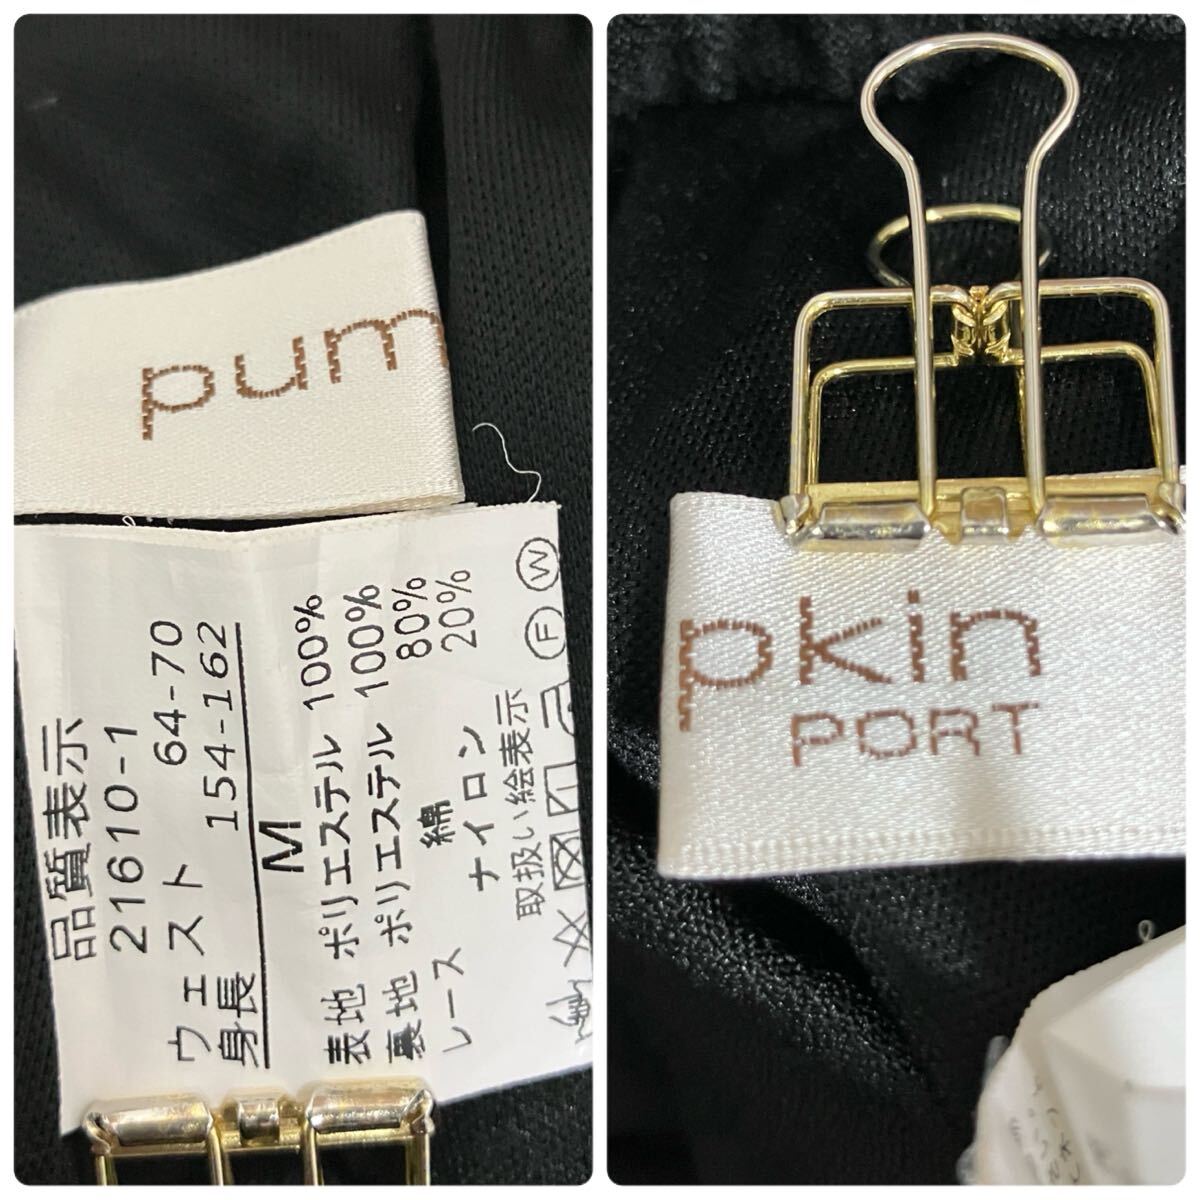 pum
品質表示
21610-1
ウェスト 64-70
身長 154-162
M
表地 ポリエステル 100%
裏地 ポリエステル 100%
レース 綿 80%
ナイロン 20%
取扱い絵表示
F W
pkin
PORT